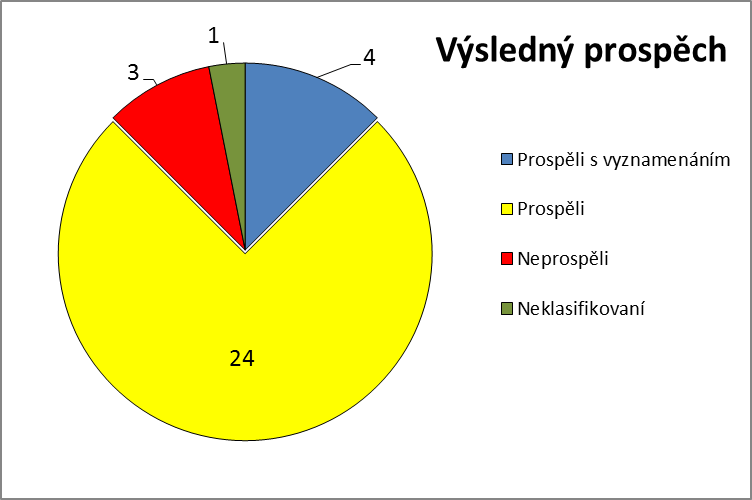 Výsledný prospěch
1
4
3
24
Prospěli s vyznamenáním
Prospěli
Neprospěli
Neklasifikovaní